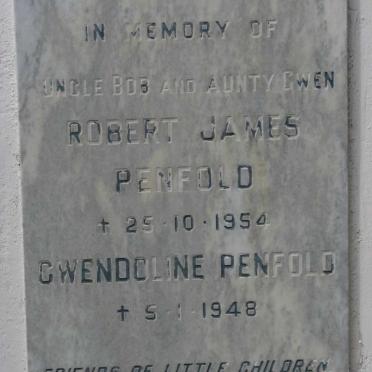 IN MEMORY OF
UNCLE BOB AND AUNTY GWEN
ROBERT JAMES
PENFOLD
† 25·10·1954
GWENDOLINE PENFOLD
† 5·1·1948
FRIENDS OF LITTLE CHILDREN